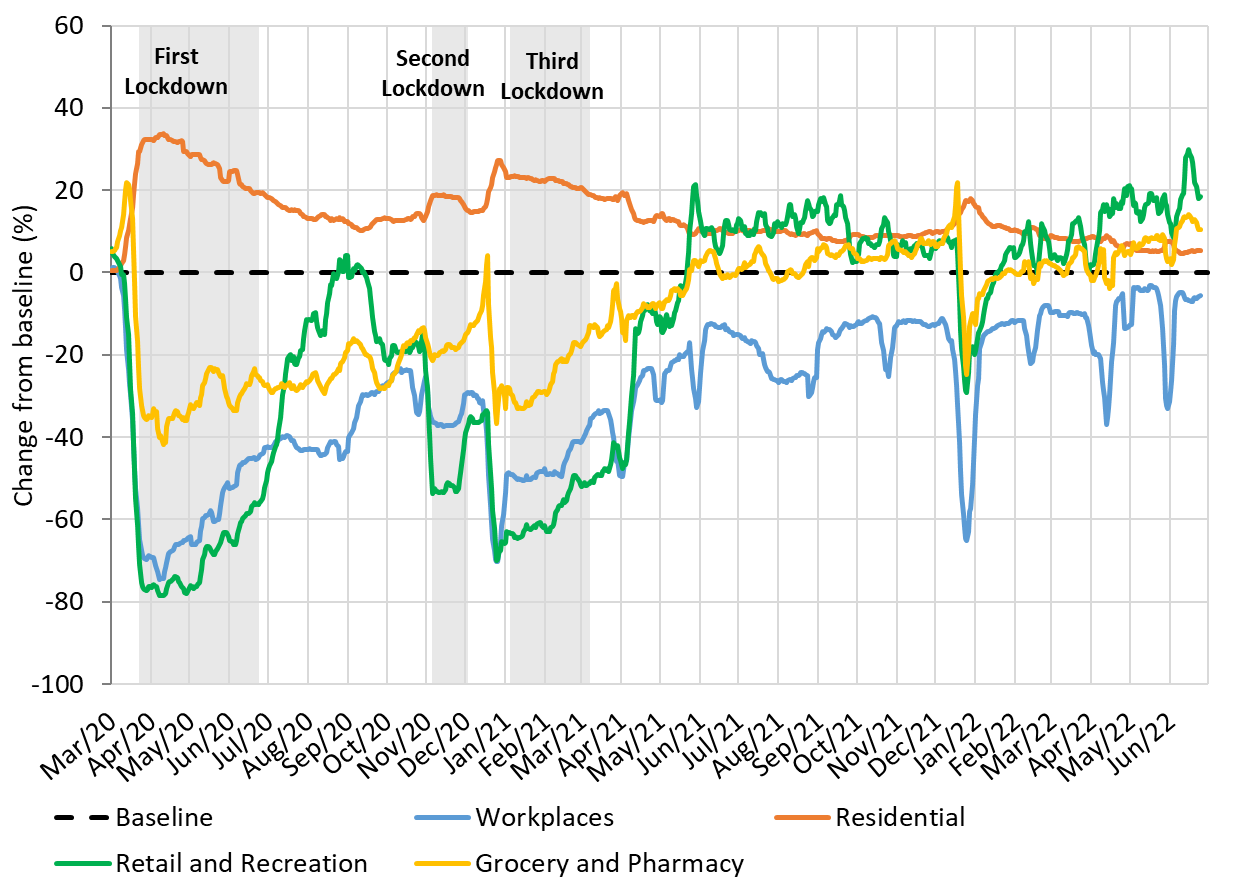 60
40
20
0
-20
-40
-60
-80
-100
Change from baseline (%)
First
Lockdown
Second
Lockdown
Third
Lockdown
Mar/20
Apr/20
May/20
Jun/20
Jul/20
Aug/20
Sep/20
Oct/20
Nov/20
Dec/20
Jan/21
Feb/21
Mar/21
Apr/21
May/21
Jun/21
Jul/21
Aug/21
Sep/21
Oct/21
Nov/21
Dec/21
Jan/22
Feb/22
Mar/22
Apr/22
May/22
Jun/22
Baseline
Workplaces
Residential
Retail and Recreation
Grocery and Pharmacy